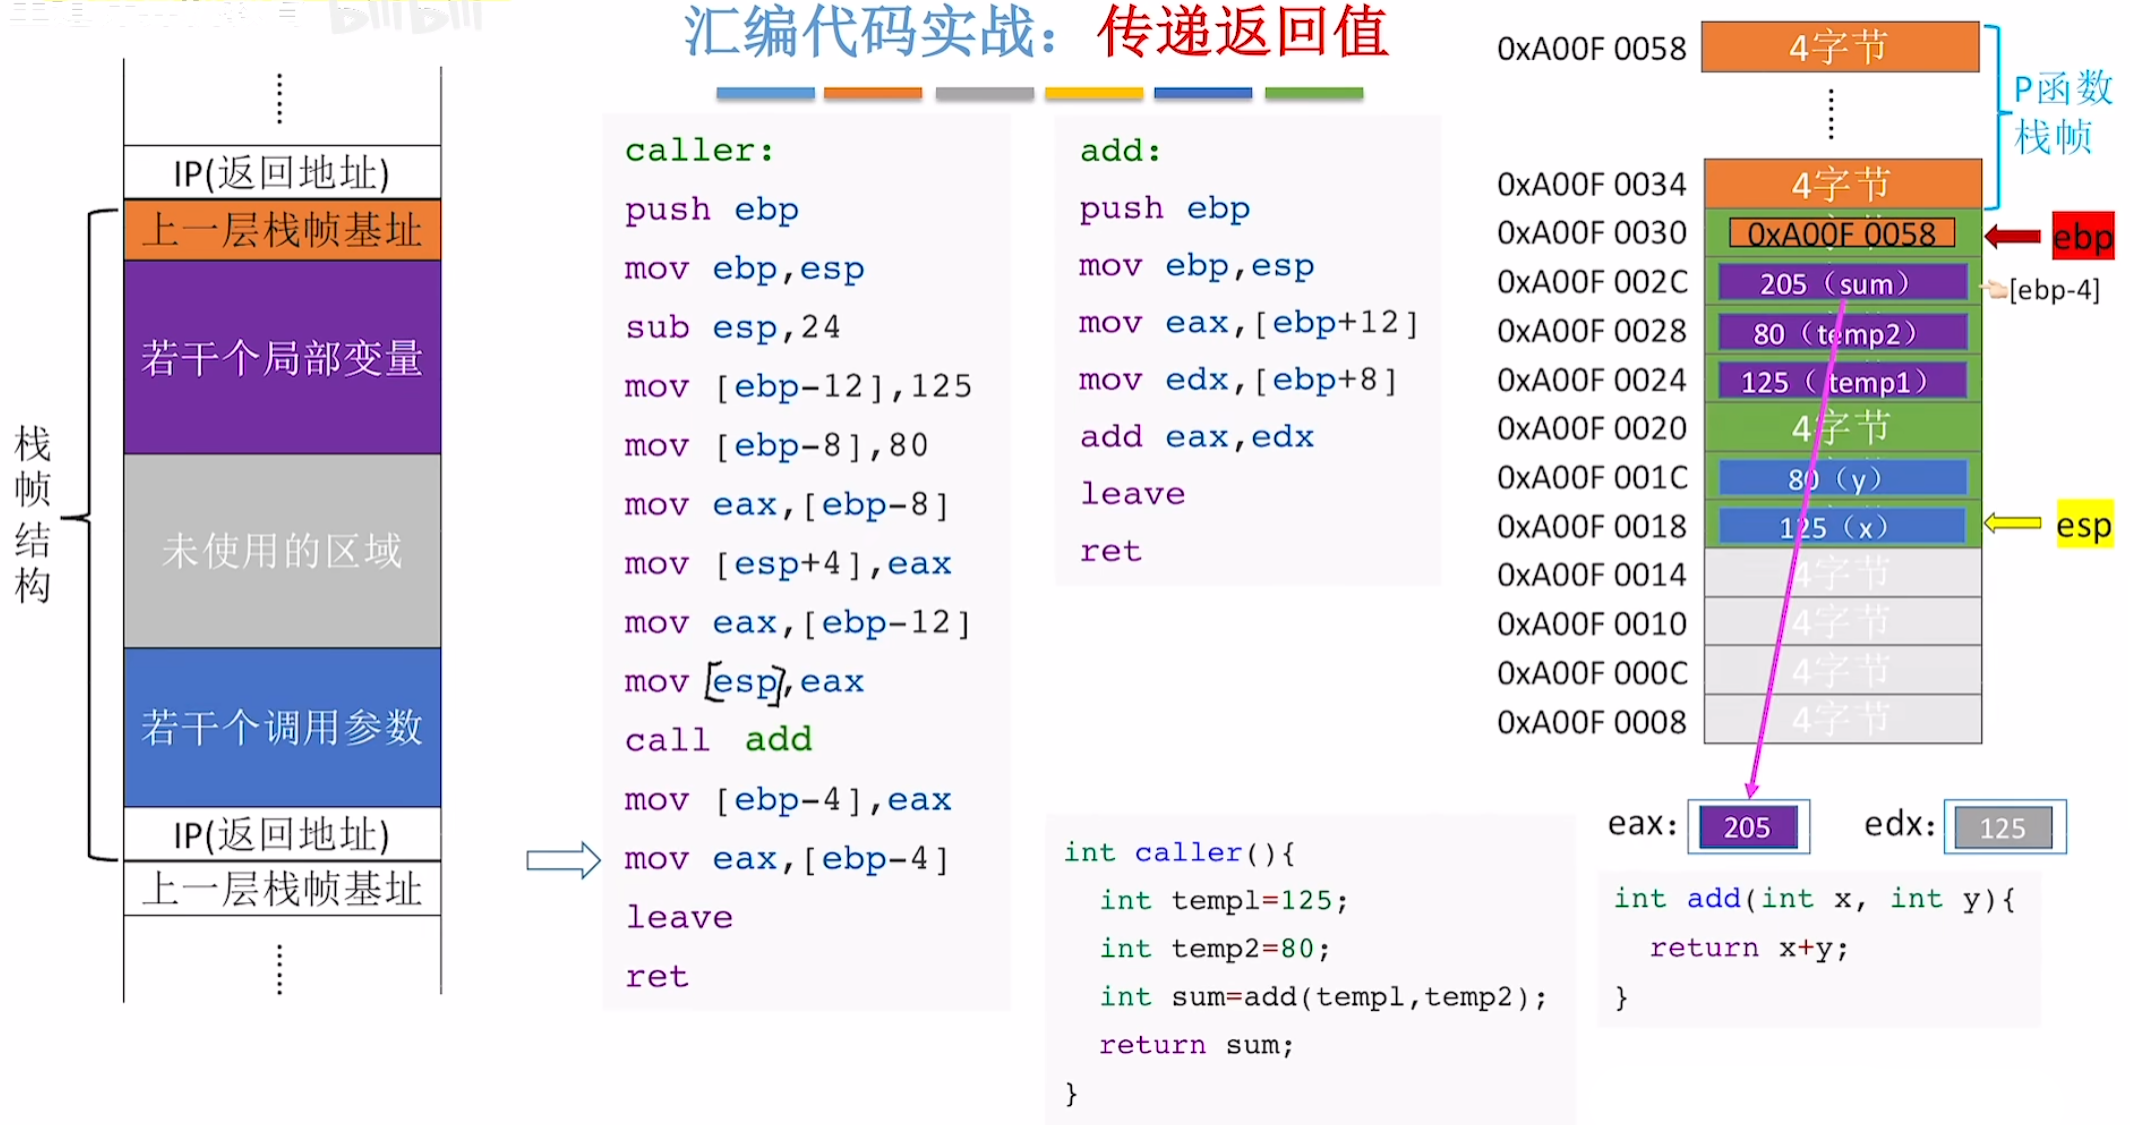 bilibili
汇编代码实战：传递返回值
IP(返回地址)
上一层栈帧基址
若干个局部变量
未使用的区域
若干个调用参数
IP(返回地址)
上一层栈帧基址
栈帧结构
caller:
push ebp
mov ebp,esp
sub esp,24
mov [ebp-12],125
mov [ebp-8],80
mov eax,[ebp-8]
mov [esp+4],eax
mov eax,[ebp-12]
mov [esp],eax
call add
mov [ebp-4],eax
mov eax,[ebp-4]
leave
ret
add:
push ebp
mov ebp,esp
mov eax,[ebp+12]
mov edx,[ebp+8]
add eax,edx
leave
ret
int caller(){
int temp1=125;
int temp2=80;
int sum=add(temp1,temp2);
return sum;
}
0xA00F 0058 4字节
P函数
栈帧
0xA00F 0034 4字节
0xA00F 0030 0xA00F 0058 ebp
0xA00F 002C 205（sum） [ebp-4]
0xA00F 0028 80（temp2）
0xA00F 0024 125（temp1）
0xA00F 0020 4字节
0xA00F 001C 80（y）
0xA00F 0018 125（x） esp
0xA00F 0014 4字节
0xA00F 0010 4字节
0xA00F 000C 4字节
0xA00F 0008 4字节
eax: 205 edx: 125
int add(int x, int y){
return x+y;
}